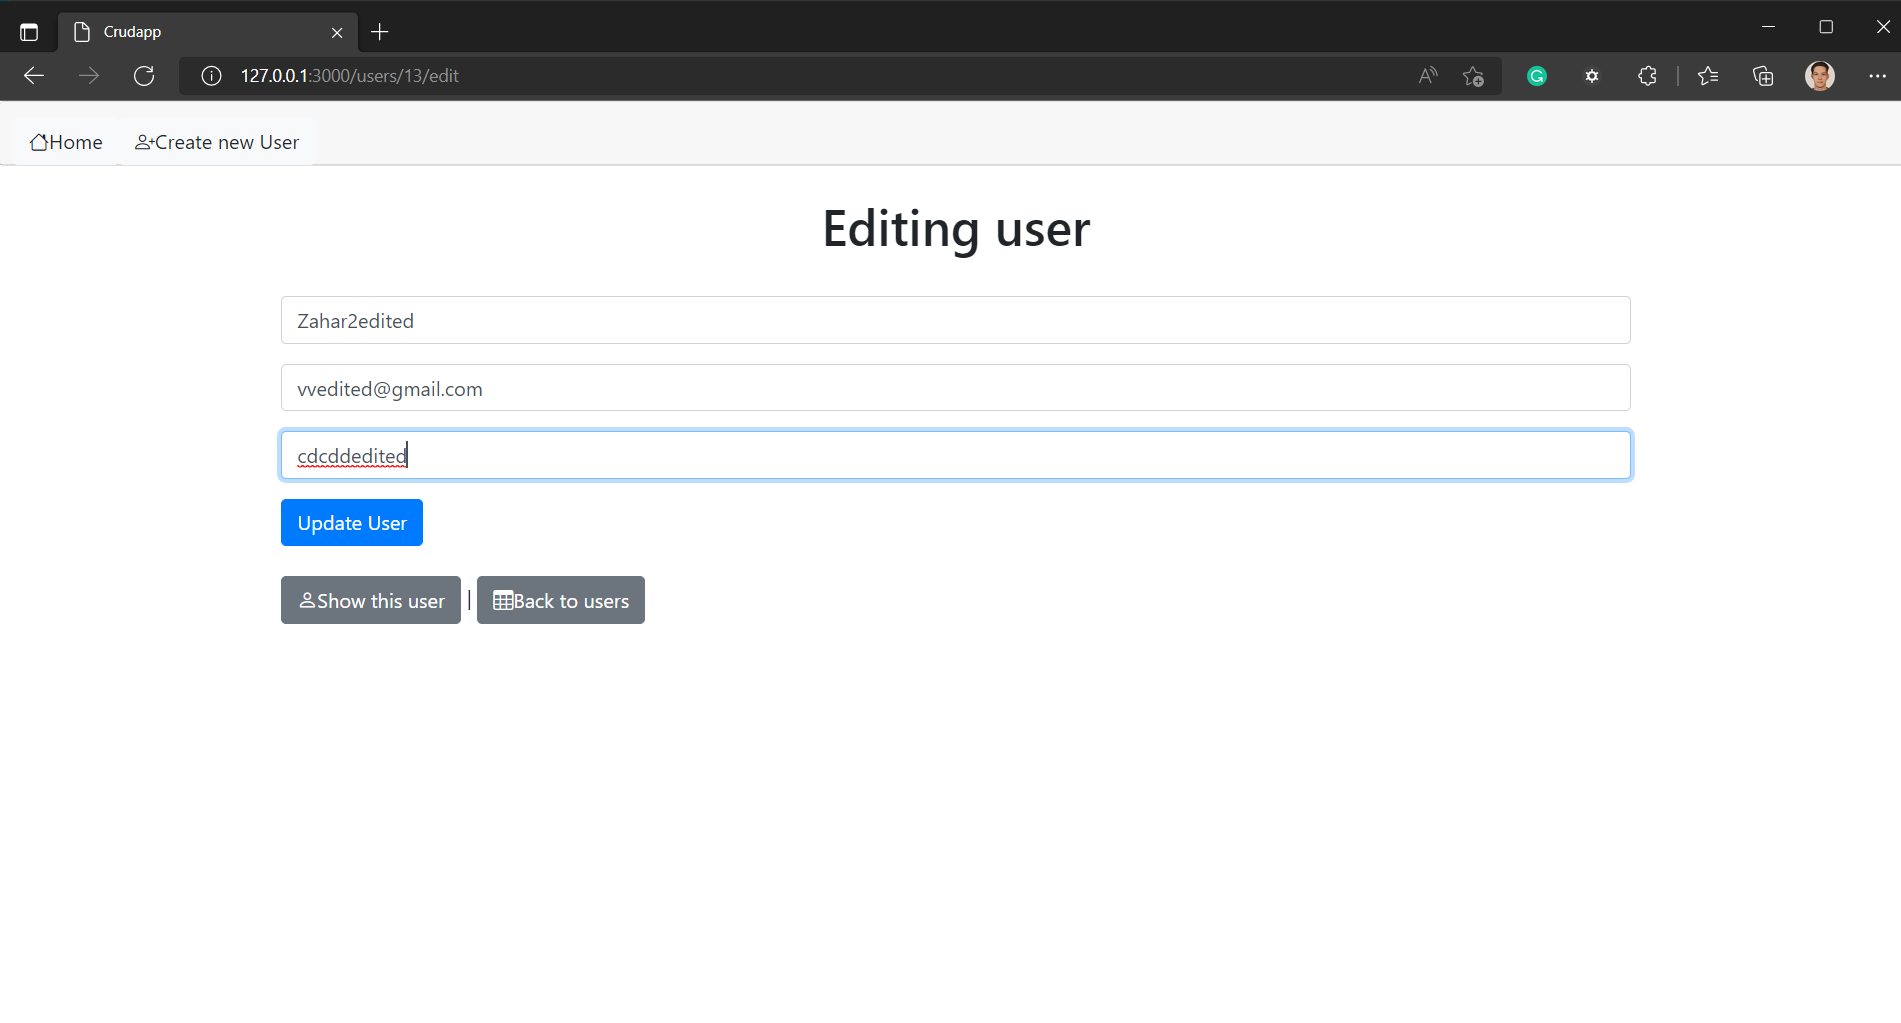 Crudapp
127.0.0.1:3000/users/13/edit
Home Create new User
Editing user
Zahar2edited
vvedited@gmail.com
cdcddedited
Update User
Show this user | Back to users